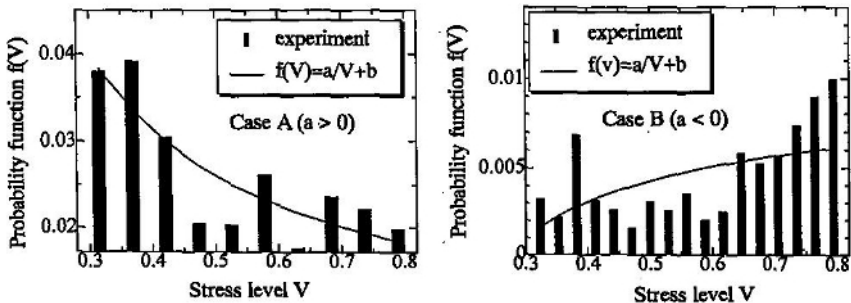 Probability function f(V)
0.04
0.03
0.02
experiment
f(V)=a/V+b
Case A (a > 0)
0.3 0.4 0.5 0.6 0.7 0.8
Stress level V
Probability function f(V)
0.01
0.005
0
experiment
f(v)=a/V+b
Case B (a < 0)
0.3 0.4 0.5 0.6 0.7 0.8
Stress level V